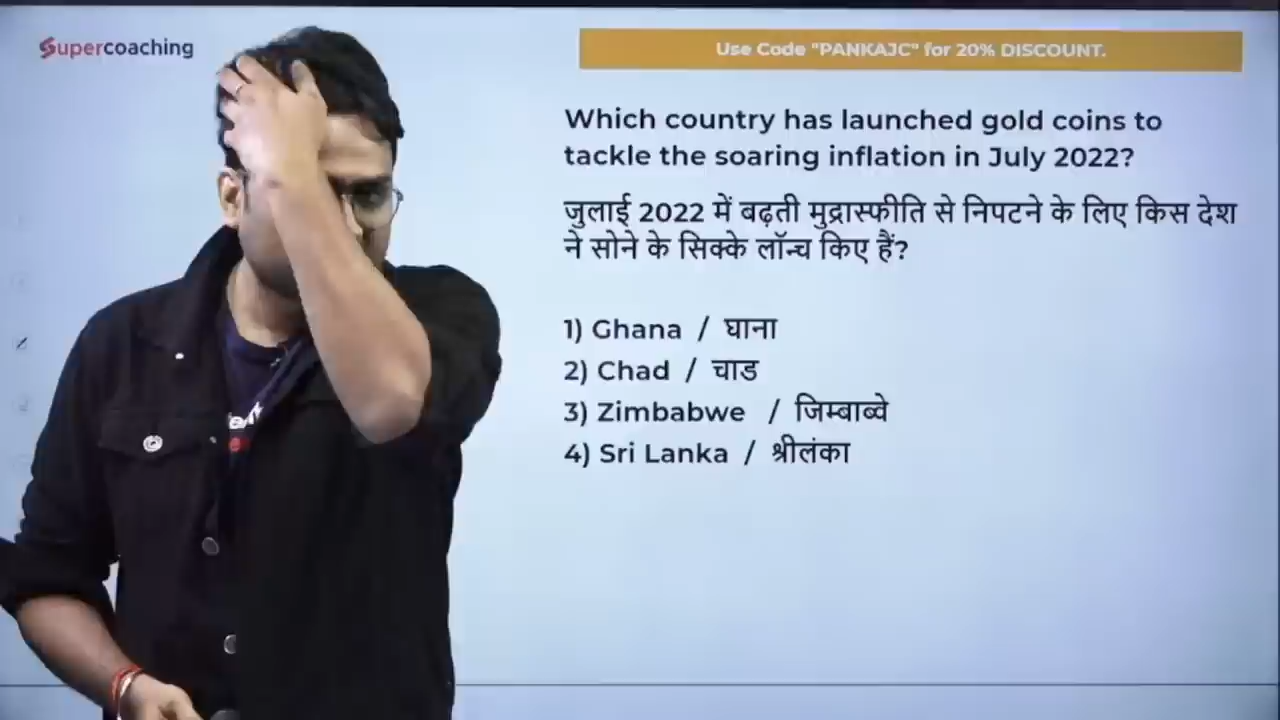 Supercoaching
Use Code "PANKAJC" for 20% DISCOUNT.
Which country has launched gold coins to
tackle the soaring inflation in July 2022?
जुलाई 2022 में बढ़ती मुद्रास्फीति से निपटने के लिए किस देश
ने सोने के सिक्के लॉन्च किए हैं?
1) Ghana / घाना
2) Chad / चाड
3) Zimbabwe / जिम्बाब्वे
4) Sri Lanka / श्रीलंका